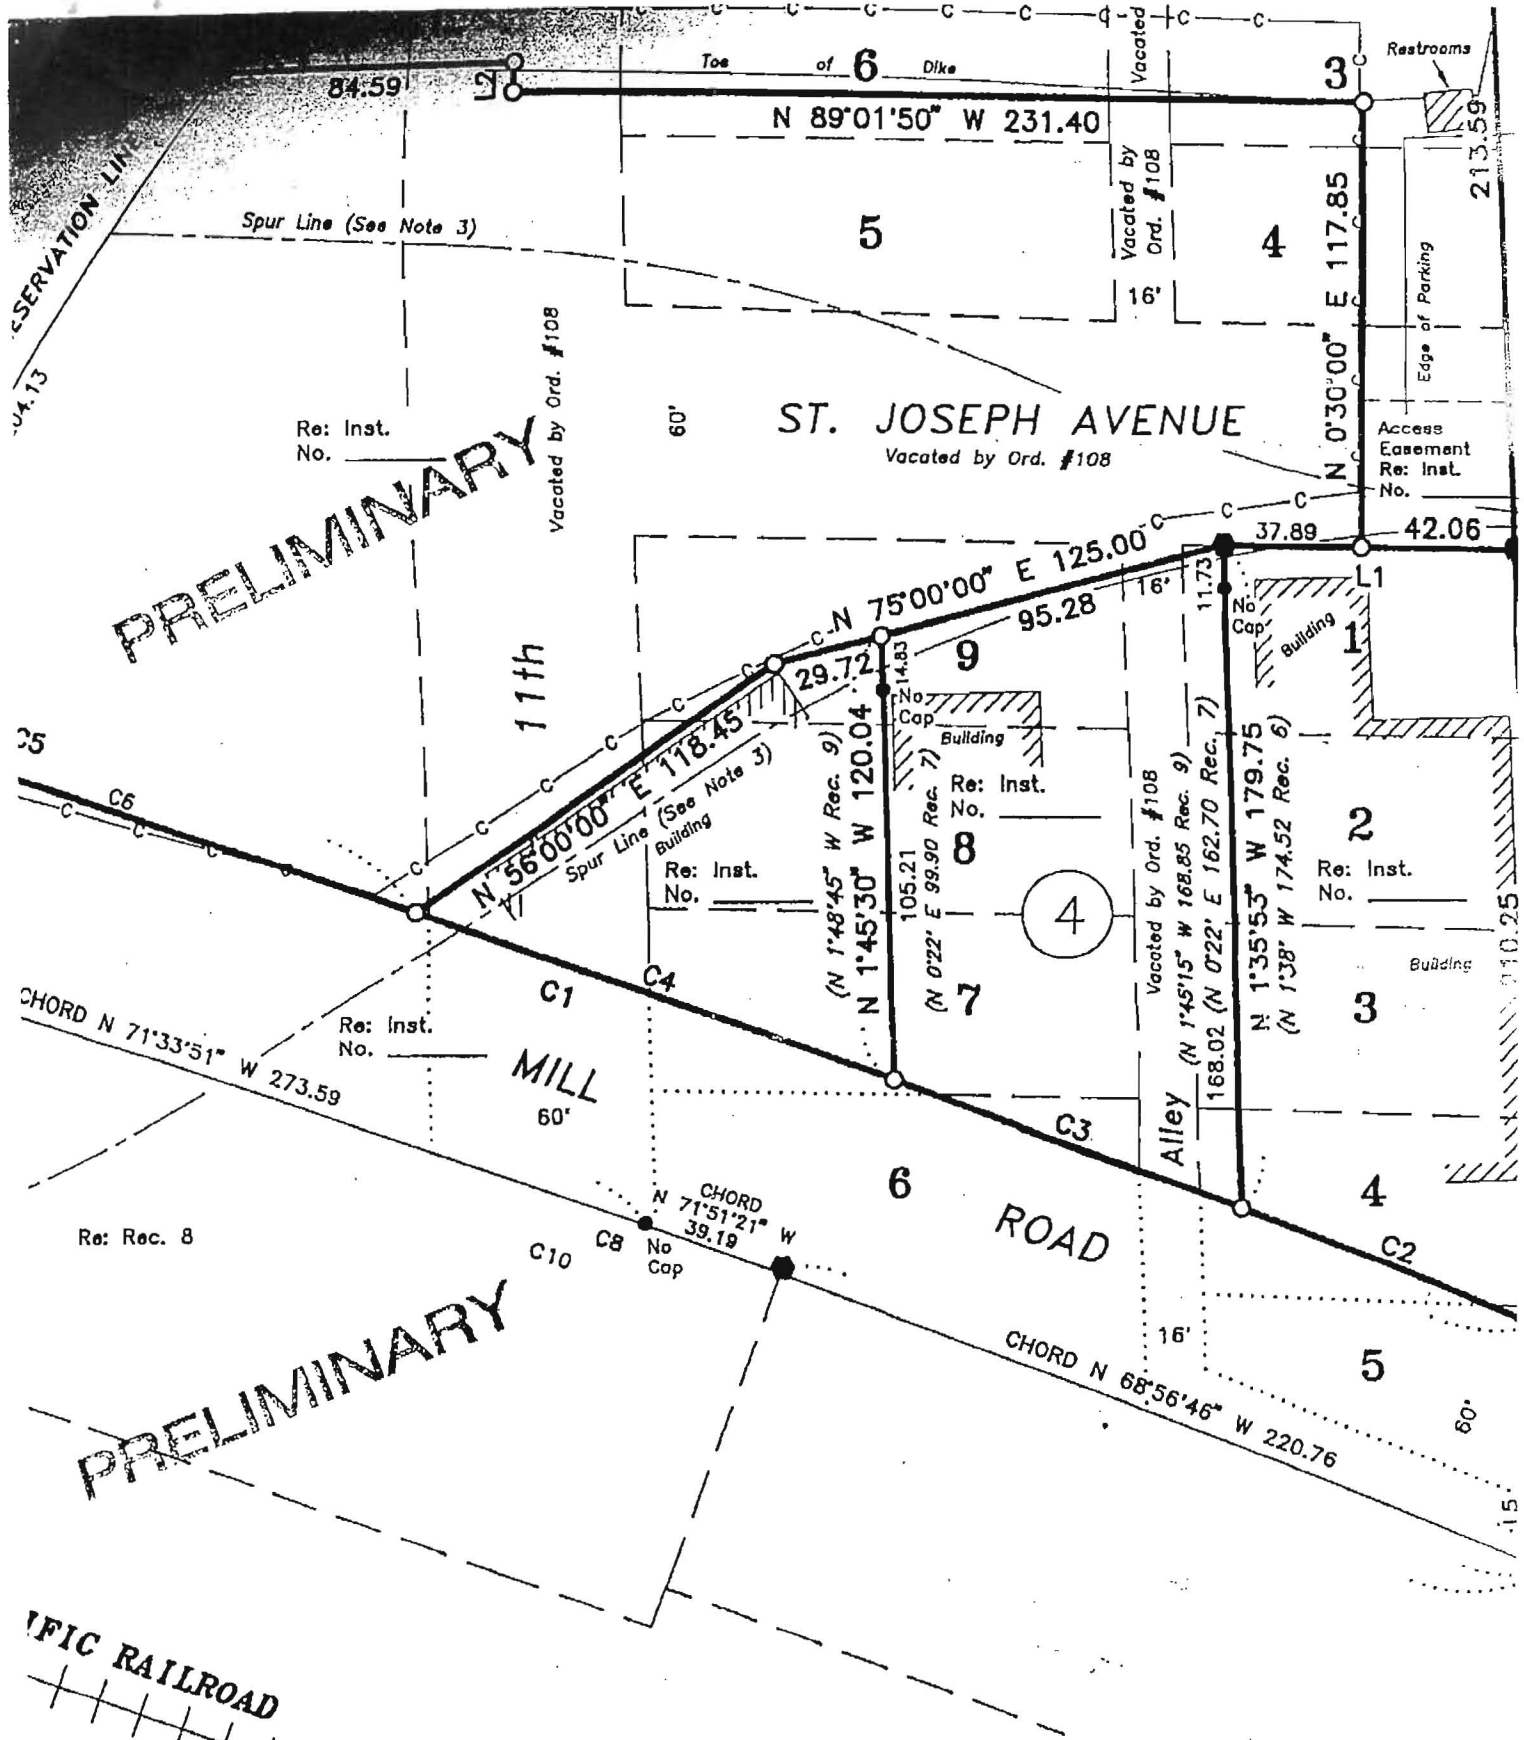 Vacated
Restrooms
Toe of 6 Dike
3
84.59
L2
N 89°01'50" W 231.40
213.59
Vacated by
Ord. #108
N 0°30'00" E 117.85
Spur Line (See Note 3)
5
4
16'
Edge of Parking
Vacated by Ord. #108
60'
ST. JOSEPH AVENUE
Vacated by Ord. #108
Re: Inst.
No.
PRELIMINARY
Access
Easement
Re: Inst.
No.
N 75°00'00" E 125.00
37.89
42.06
L1
16'
11.73
No
Cap
Building
1
95.28
29.72
9
14.83
No
Cap
Building
11th
C5
C6
N 56°00'00" E 118.45
Spur Line (See Note 3)
Building
(N 1°48'45" W Rec. 9)
N 1°45'30" W 120.04
105.21
(N 0°22' E 99.90 Rec. 7)
Re: Inst.
No.
8
4
Vacated by Ord. #108
(N 1°45'15" W 168.85 Rec. 9)
168.02 (N 0°22' E 162.70 Rec. 7)
N 1°35'53" W 179.75
(N 1°38" W 174.52 Rec. 6)
2
Re: Inst.
No.
Re: Inst.
No.
Building
C1
C4
7
3
CHORD N 71°33'51" W 273.59
Re: Inst.
No.
MILL
60'
C3
Alley
6
4
ROAD
C2
Re: Rec. 8
CHORD
N 71°51'21" W
39.19
C10
C8
No
Cap
PRELIMINARY
16'
5
CHORD N 68°56'46" W 220.76
60'
RAILROAD